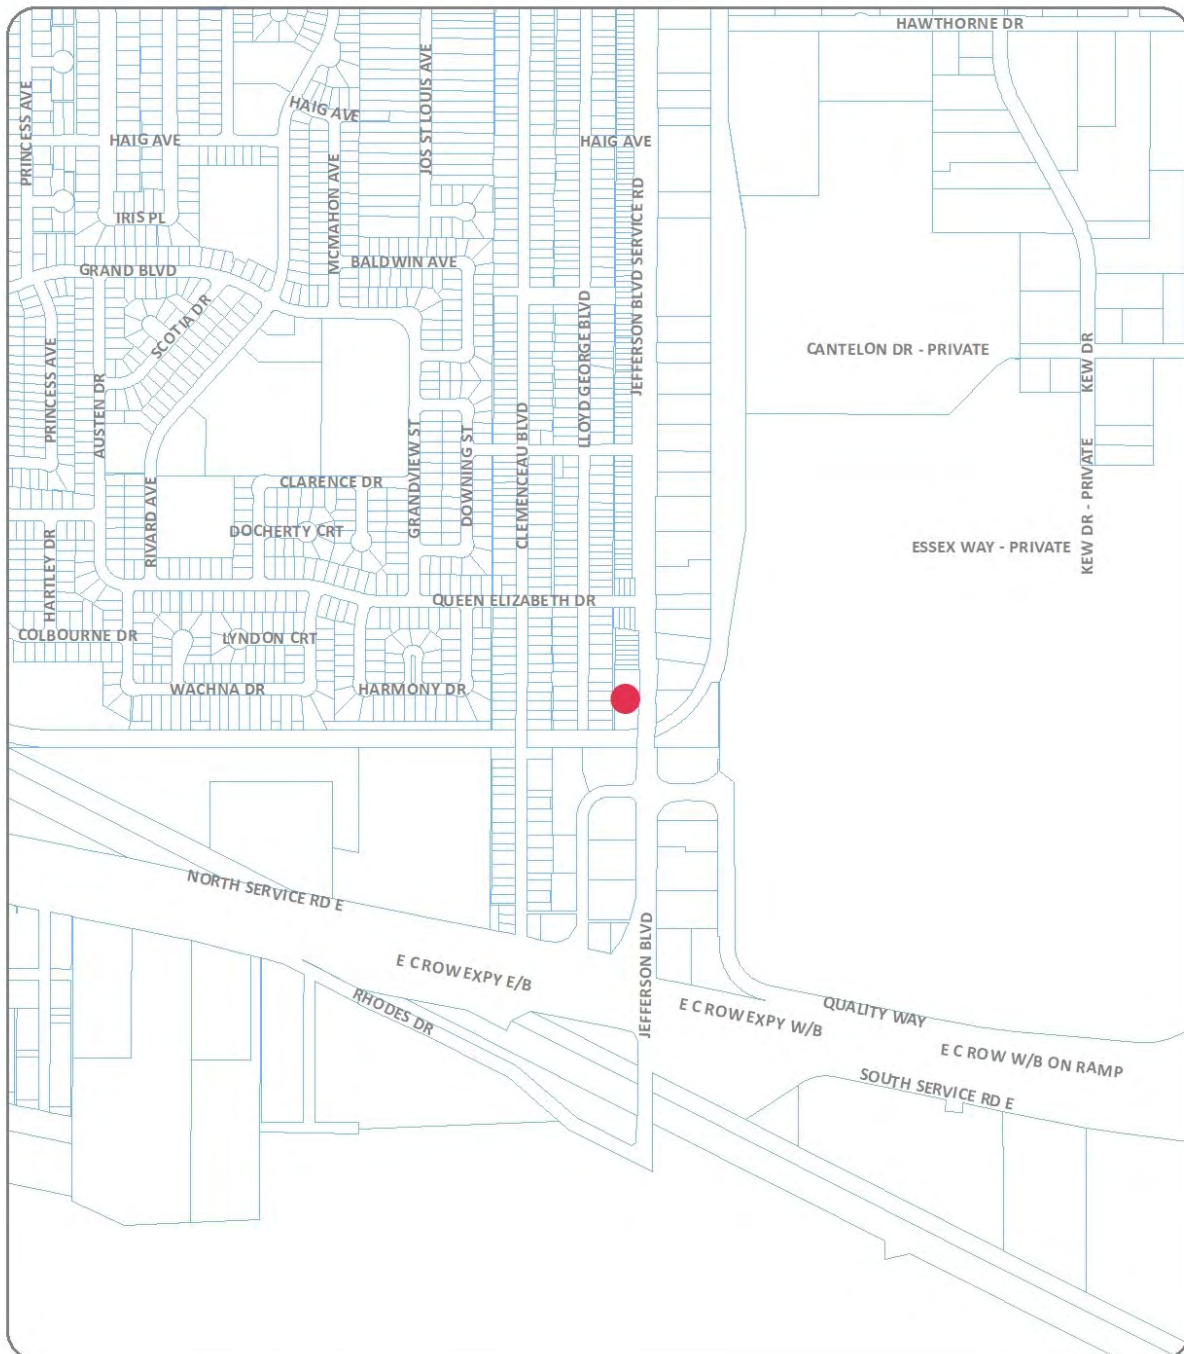 HAWTHORNE DR
PRINCESS AVE
HAIG AVE
JOS ST LOUIS AVE
HAIG AVE
HAIG AVE
MCMAHON AVE
JEFFERSON BLVD SERVICE RD
IRIS PL
GRAND BLVD
BALDWIN AVE
SCOTIA DR
LLOYD GEORGE BLVD
CANTELON DR - PRIVATE
KEW DR
PRINCESS AVE
AUSTEN DR
CLEMENCEAU BLVD
GRANDVIEW ST
DOWNING ST
CLARENCE DR
RIVARD AVE
DOCHERTY CRT
KEW DR - PRIVATE
ESSEX WAY - PRIVATE
HARTLEY DR
QUEEN ELIZABETH DR
COLBOURNE DR
LYNDON CRT
WACHNA DR
HARMONY DR
NORTH SERVICE RD E
E C ROW EXPY E/B
JEFFERSON BLVD
RHODES DR
E C ROW EXPY W/B
QUALITY WAY
E C ROW W/B ON RAMP
SOUTH SERVICE RD E